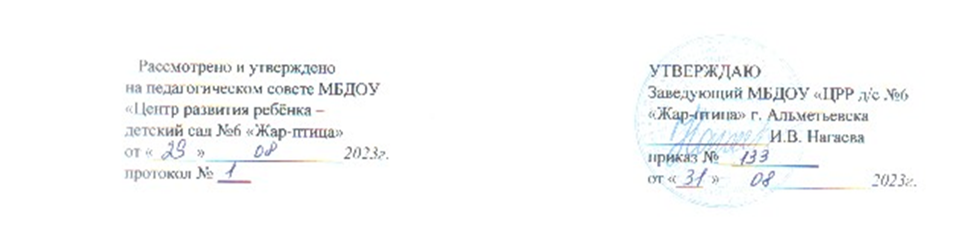 Рассмотрено и утверждено
на педагогическом совете МБДОУ
«Центр развития ребёнка –
детский сад №6 «Жар-птица»
от « 29 » 08 2023г.
протокол № 1
УТВЕРЖДАЮ
Заведующий МБДОУ «ЦРР д/с №6
«Жар-птица» г. Альметьевска
И.В. Нагаева
приказ № 133
от « 31 » 08 2023г.